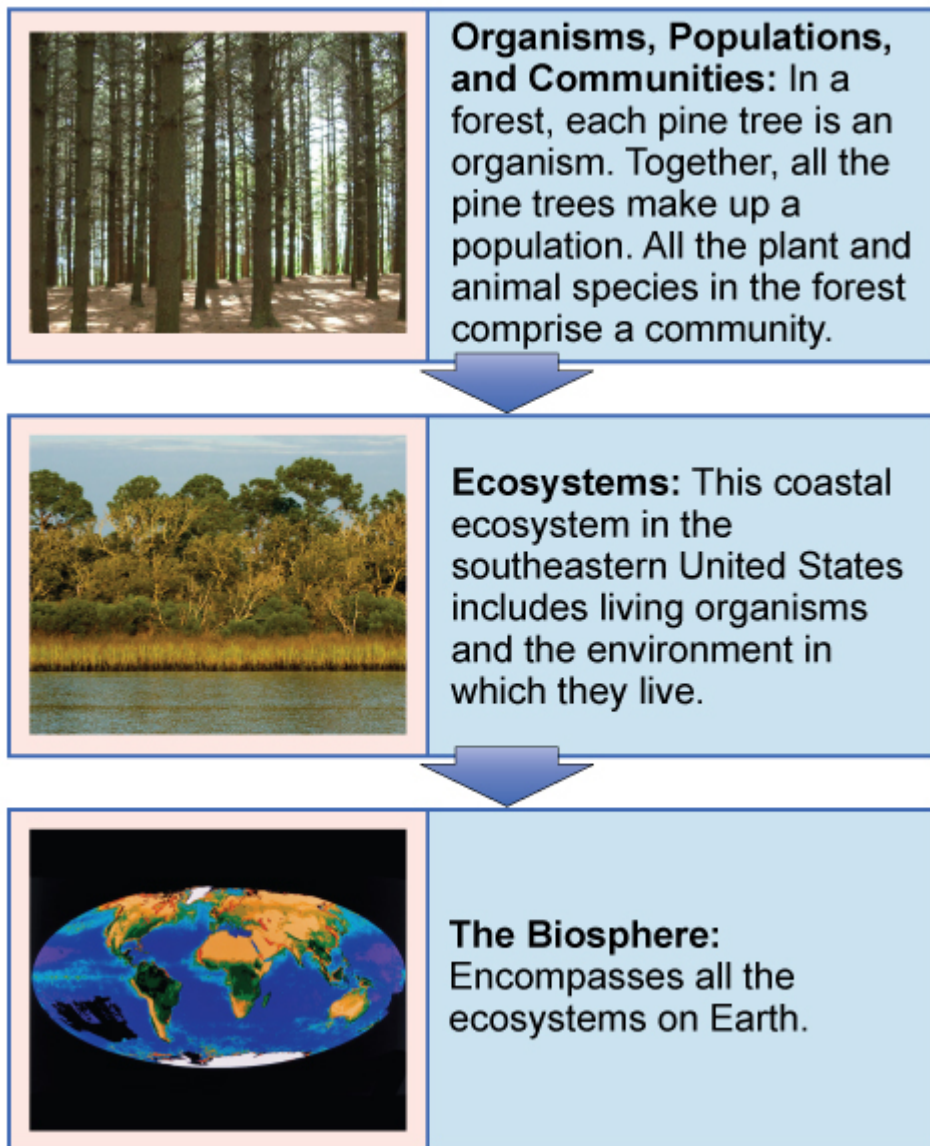 Organisms, Populations,
and Communities: In a
forest, each pine tree is an
organism. Together, all the
pine trees make up a
population. All the plant and
animal species in the forest
comprise a community.
Ecosystems: This coastal
ecosystem in the
southeastern United States
includes living organisms
and the environment in
which they live.
The Biosphere:
Encompasses all the
ecosystems on Earth.